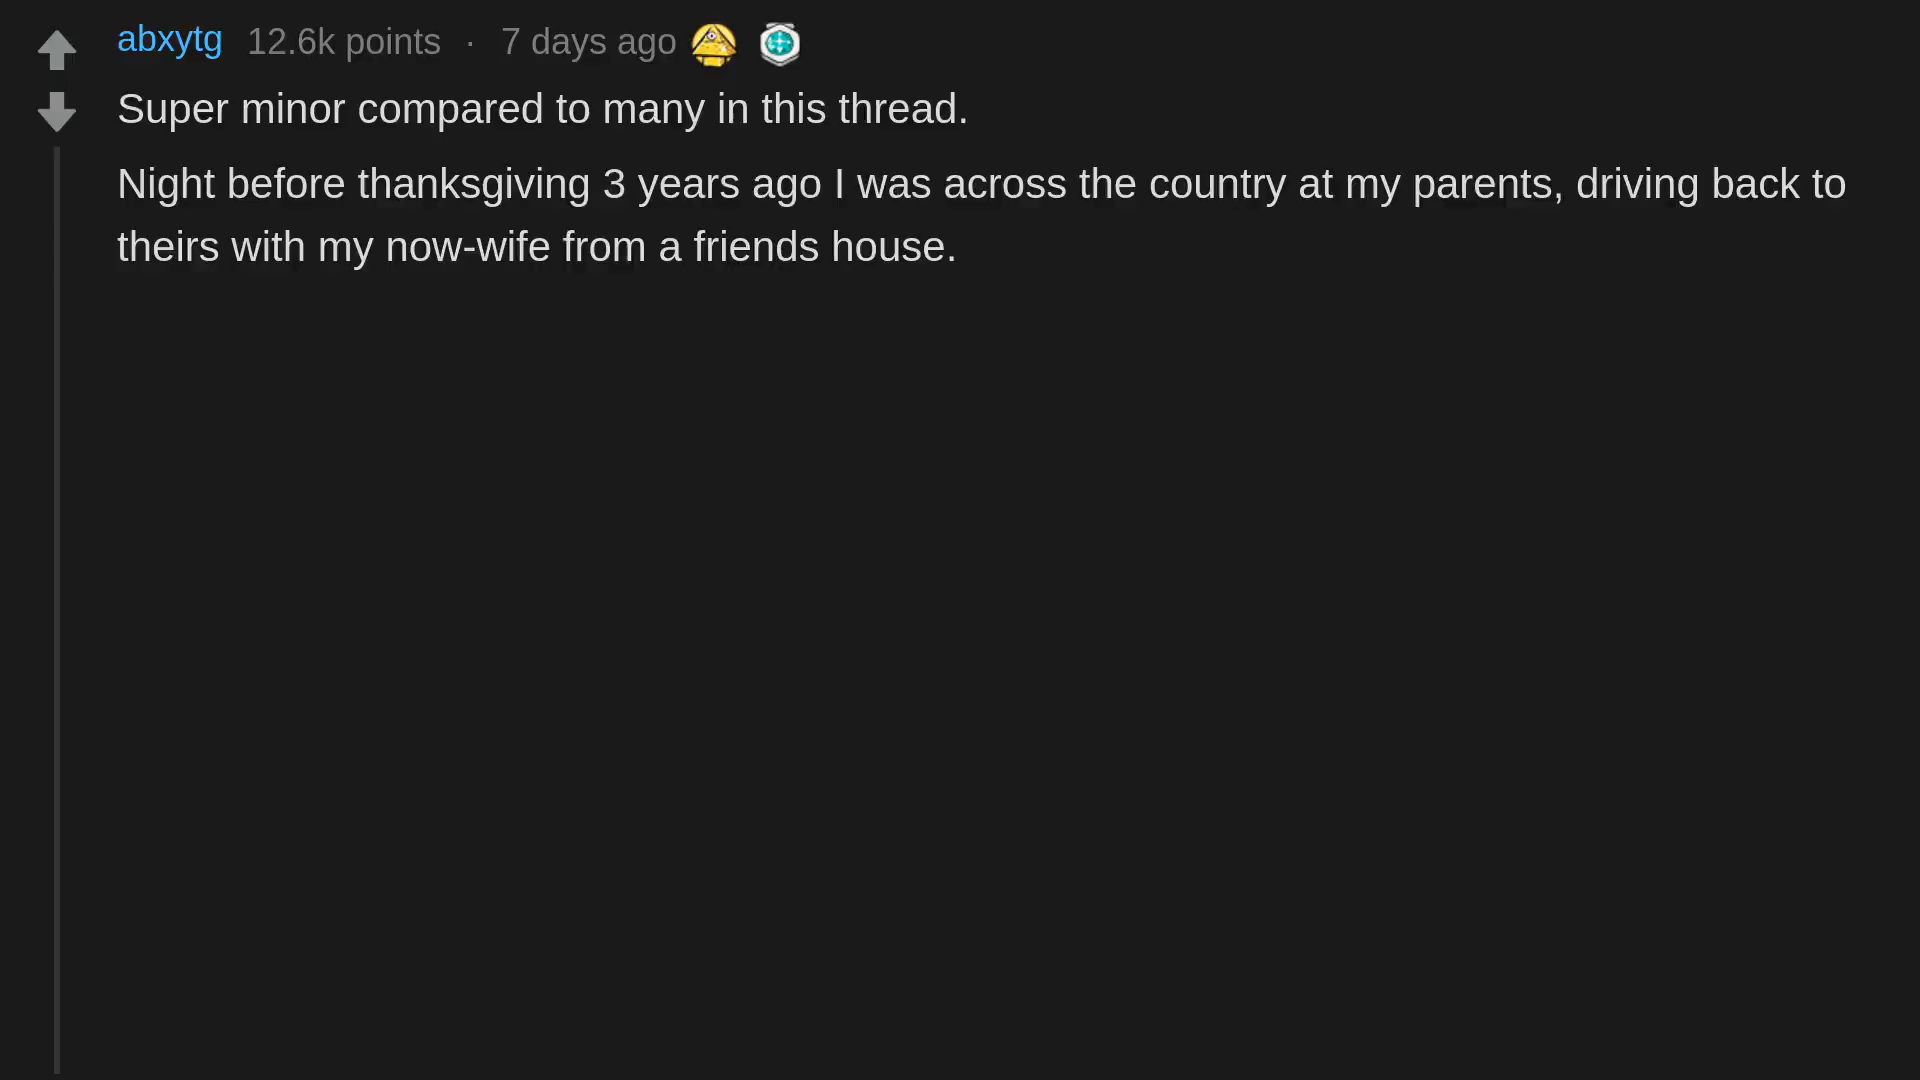 abxytg 12.6k points · 7 days ago
Super minor compared to many in this thread.
Night before thanksgiving 3 years ago I was across the country at my parents, driving back to
theirs with my now-wife from a friends house.